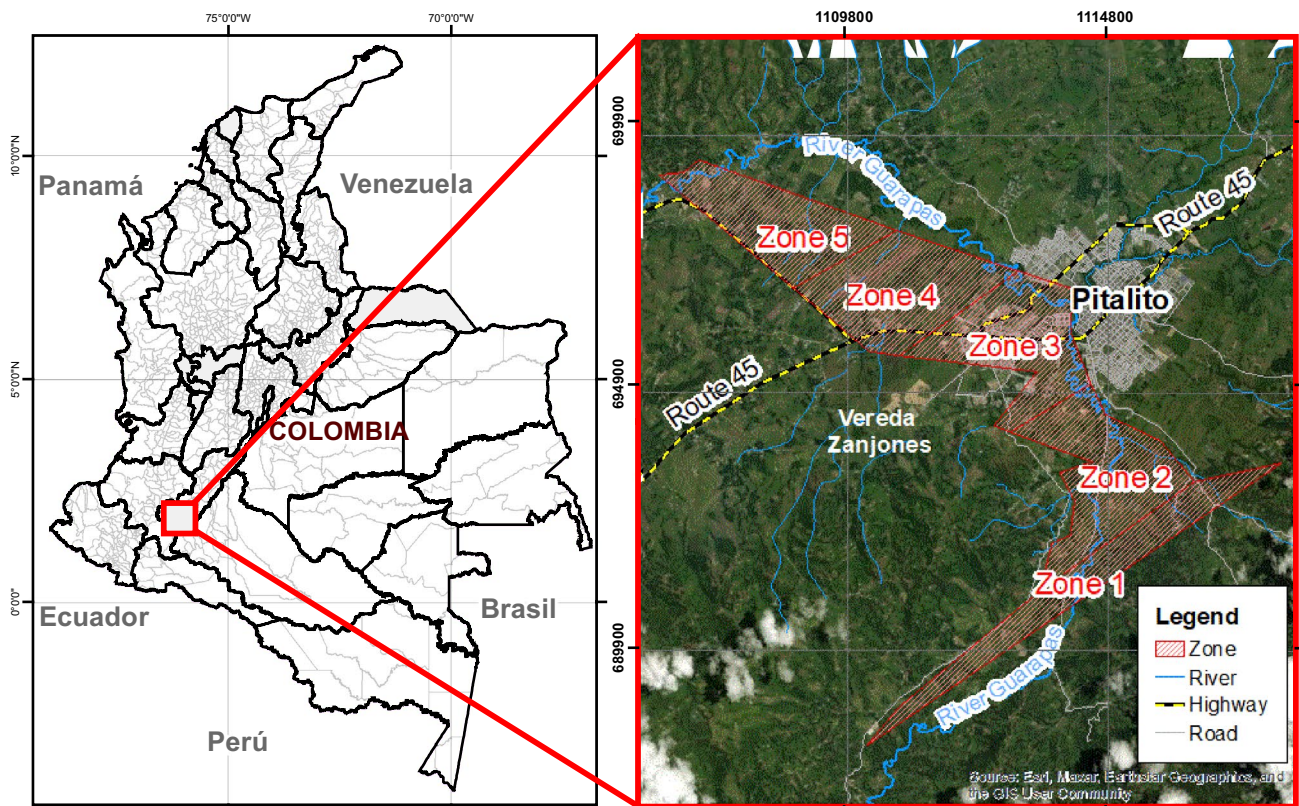 75°0'0"W
70°0'0"W
10°0'0"N
5°0'0"N
0°0'0"
Panamá
Venezuela
COLOMBIA
Ecuador
Brasil
Perú
1109800
1114800
699900
694900
689900
River Guarapas
Route 45
Zone 5
Zone 4
Pitalito
Zone 3
Route 45
Vereda
Zanjones
Zone 2
Zone 1
River Guarapas
Legend
Zone
River
Highway
Road
Source: Esri, Maxar, Earthstar Geographics, and
the GIS User Community